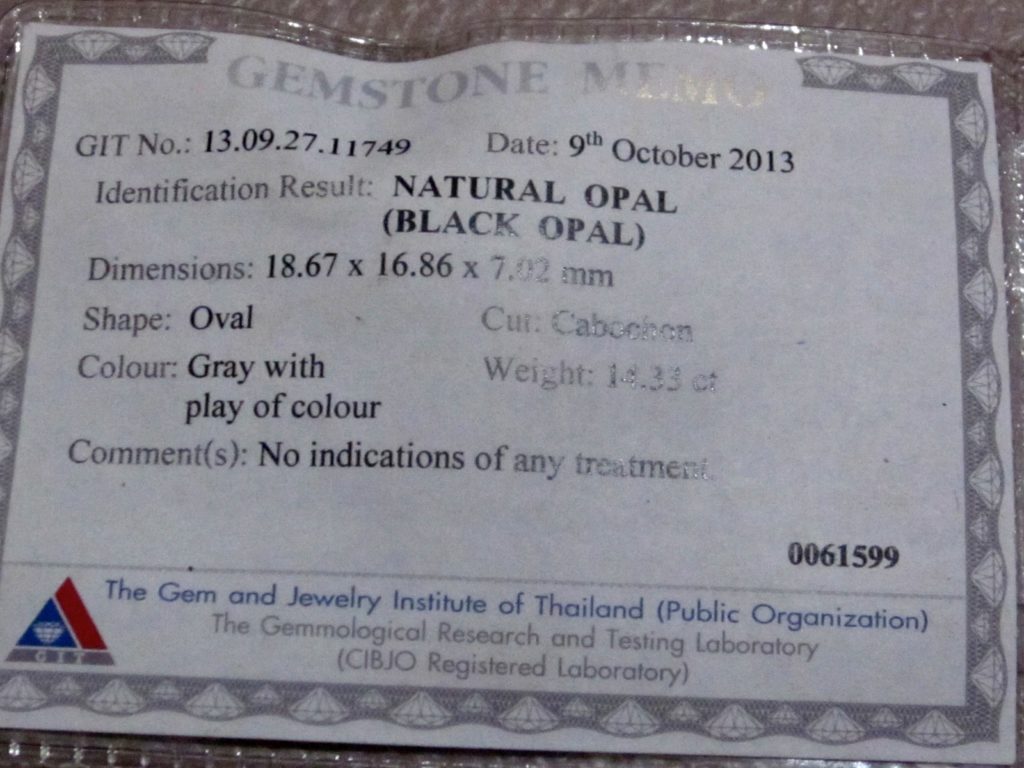 GEMSTONE MEMO
GIT No.: 13.09.27.11749 Date: 9th October 2013
Identification Result: NATURAL OPAL
(BLACK OPAL)
Dimensions: 18.67 x 16.86 x 7.02 mm
Shape: Oval Cut: Cabochon
Colour: Gray with Weight: 14.33 ct
play of colour
Comment(s): No indications of any treatment.
0061599
The Gem and Jewelry Institute of Thailand (Public Organization)
The Gemmological Research and Testing Laboratory
(CIBJO Registered Laboratory)
GIT